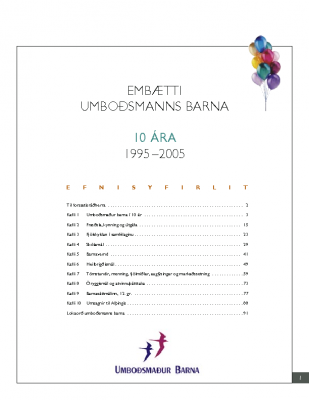 EMBÆTTI
UMBOÐSMANNS BARNA
10 ÁRA
1995–2005
EFNISYFIRLIT
Til forsætisráðherra 2
Kafli 1 Umboðsmaður barna í 10 ár 3
Kafli 2 Fræðsla, kynning og útgáfa 15
Kafli 3 Fjölskyldan í samfélaginu 23
Kafli 4 Skólamál 29
Kafli 5 Barnavernd 41
Kafli 6 Heilbrigðismál 49
Kafli 7 Tómstundir, menning, fjölmiðlar, auglýsingar og markaðssetning 59
Kafli 8 Öryggismál og slysavarnir 73
Kafli 9 Barnasáttmálinn, 12. gr. 77
Kafli 10 Umsagnir til Alþingis 88
Lokaorð umboðsmanns barna 91
UMBOÐSMAÐUR BARNA
1